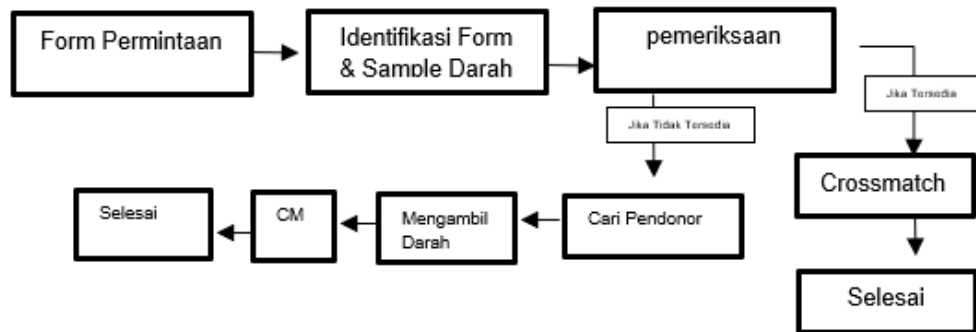 Form Permintaan
Identifikasi Form
& Sample Darah
pemeriksaan
Jika Tersedia
Jika Tidak Tersedia
Crossmatch
Selesai
CM
Mengambil
Darah
Cari Pendonor
Selesai